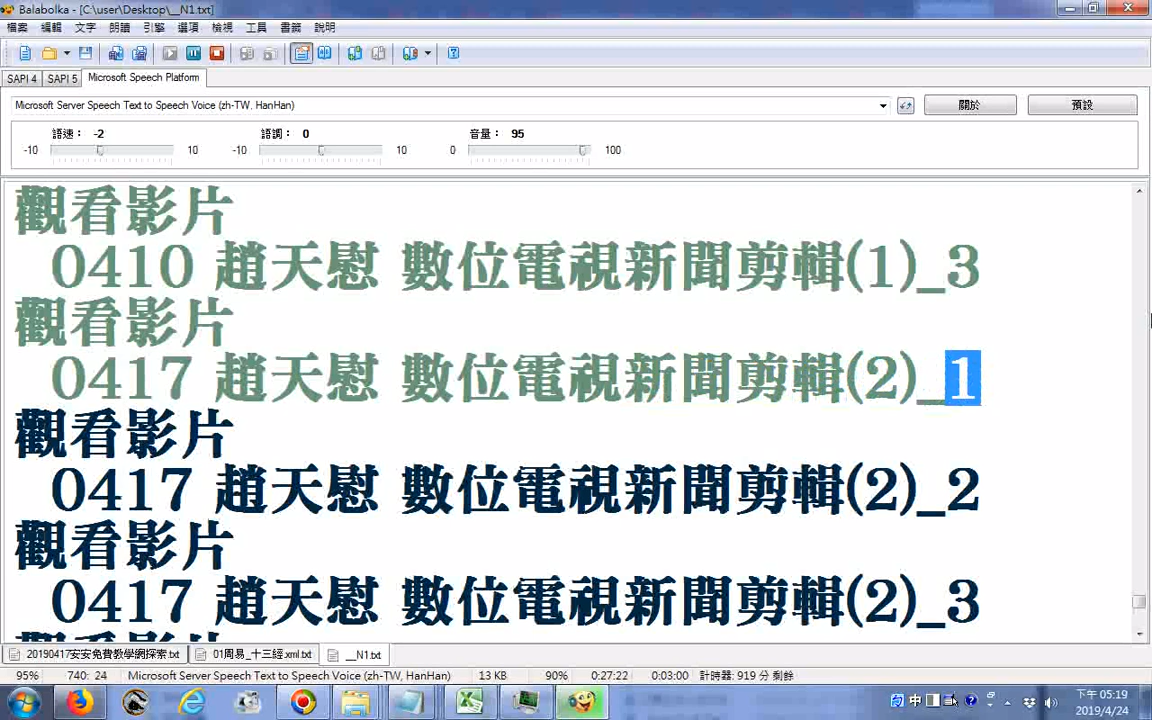 Balabolka - [C:\user\Desktop\__N1.txt]
檔案 編輯 文字 朗讀 引擎 選項 檢視 工具 書籤 說明
SAPI 4 SAPI 5 Microsoft Speech Platform
Microsoft Server Speech Text to Speech Voice (zh-TW, HanHan) 關於 預設
語速： -2 語調： 0 音量： 95
-10 10 -10 10 0 100
觀看影片
0410 趙天慰 數位電視新聞剪輯(1)_3
觀看影片
0417 趙天慰 數位電視新聞剪輯(2)_1
觀看影片
0417 趙天慰 數位電視新聞剪輯(2)_2
觀看影片
0417 趙天慰 數位電視新聞剪輯(2)_3
觀看影片
20190417安安免費教學網探索.txt 01周易_十三經.xml.txt __N1.txt
95% 740: 24 Microsoft Server Speech Text to Speech Voice (zh-TW, HanHan) 13 KB 90% 0:27:22 0:03:00 計時器: 919 分 剩餘
中 下午 05:19
2019/4/24